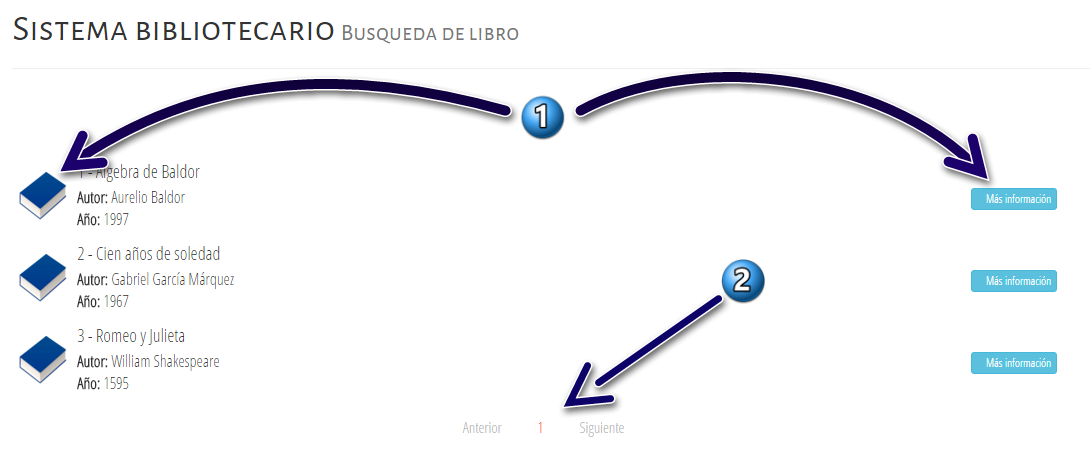 Sistema bibliotecario Busqueda de libro
1
1 - Algebra de Baldor
Autor: Aurelio Baldor
Más información
Año: 1997
2 - Cien años de soledad
Autor: Gabriel García Márquez
Más información
2
Año: 1967
3 - Romeo y Julieta
Autor: William Shakespeare
Más información
Año: 1595
Anterior 1 Siguiente